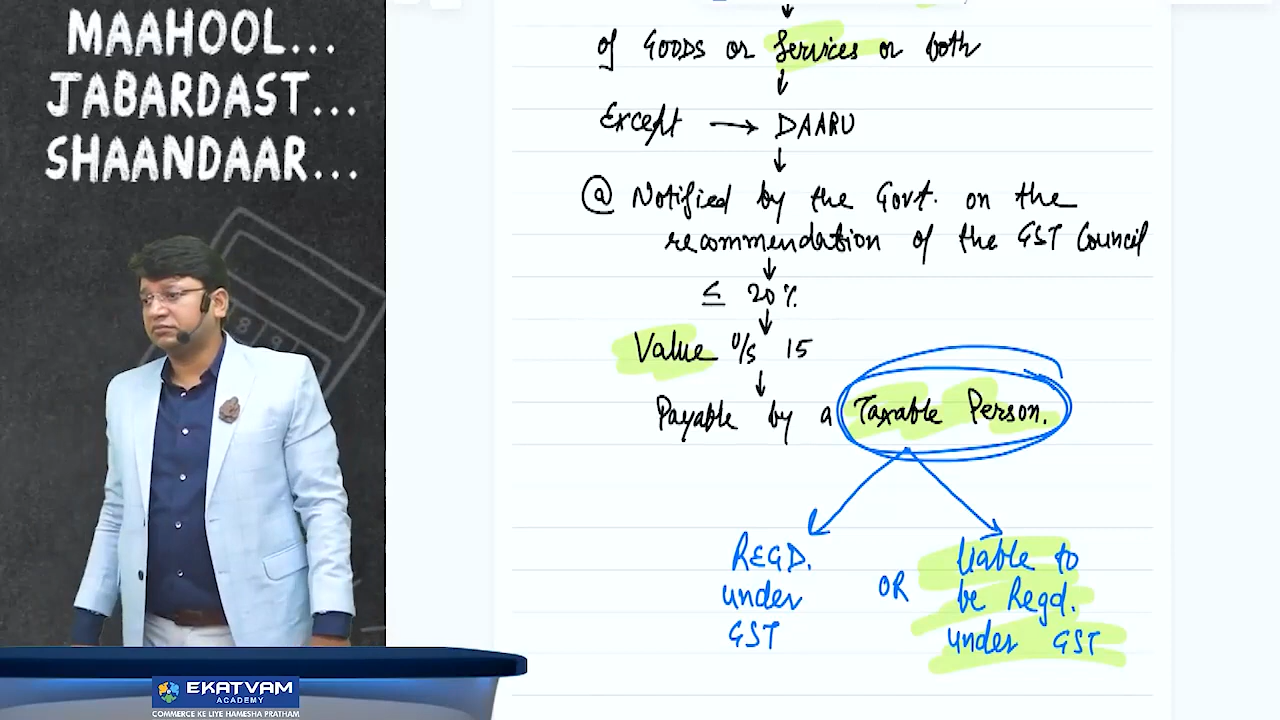 MAAHOOL...
JABARDAST...
SHAANDAAR...
of GOODS or Services or both
Except → DAARU
@ Notified by the Govt. on the
recommendation of the GST Council
≤ 20%
Value u/s 15
Payable by a Taxable Person.
REGD.
under
GST
OR
liable to
be Regd.
under GST
EKATVAM
ACADEMY
COMMERCE KE LIYE HAMESHA PRATHAM